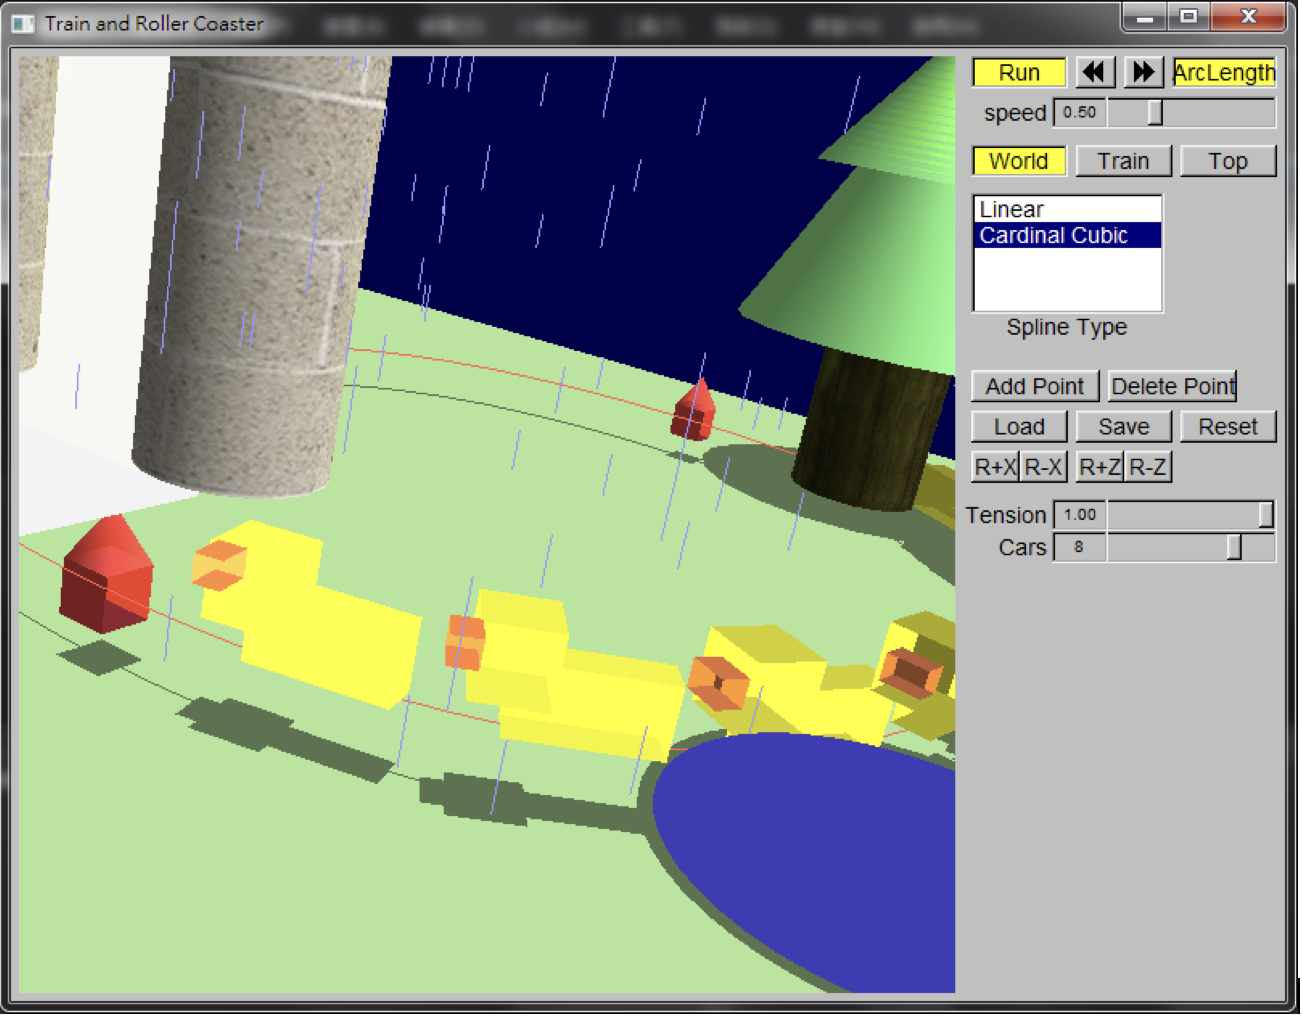 Train and Roller Coaster
Run
ArcLength
speed 0.50
World Train Top
Linear
Cardinal Cubic
Spline Type
Add Point Delete Point
Load Save Reset
R+X R-X R+Z R-Z
Tension 1.00
Cars 8